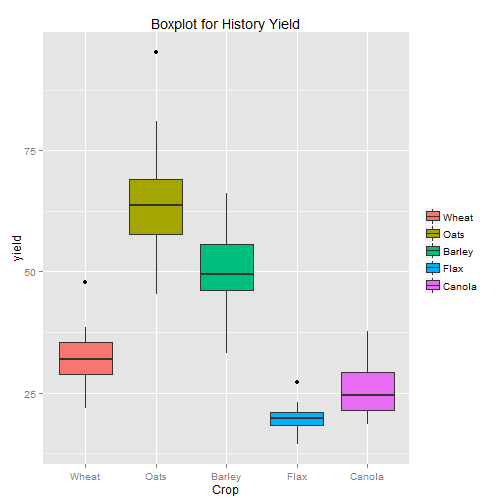 Boxplot for History Yield
yield
75
50
25
Wheat
Oats
Barley
Flax
Canola
Wheat Oats Barley Flax Canola
Crop